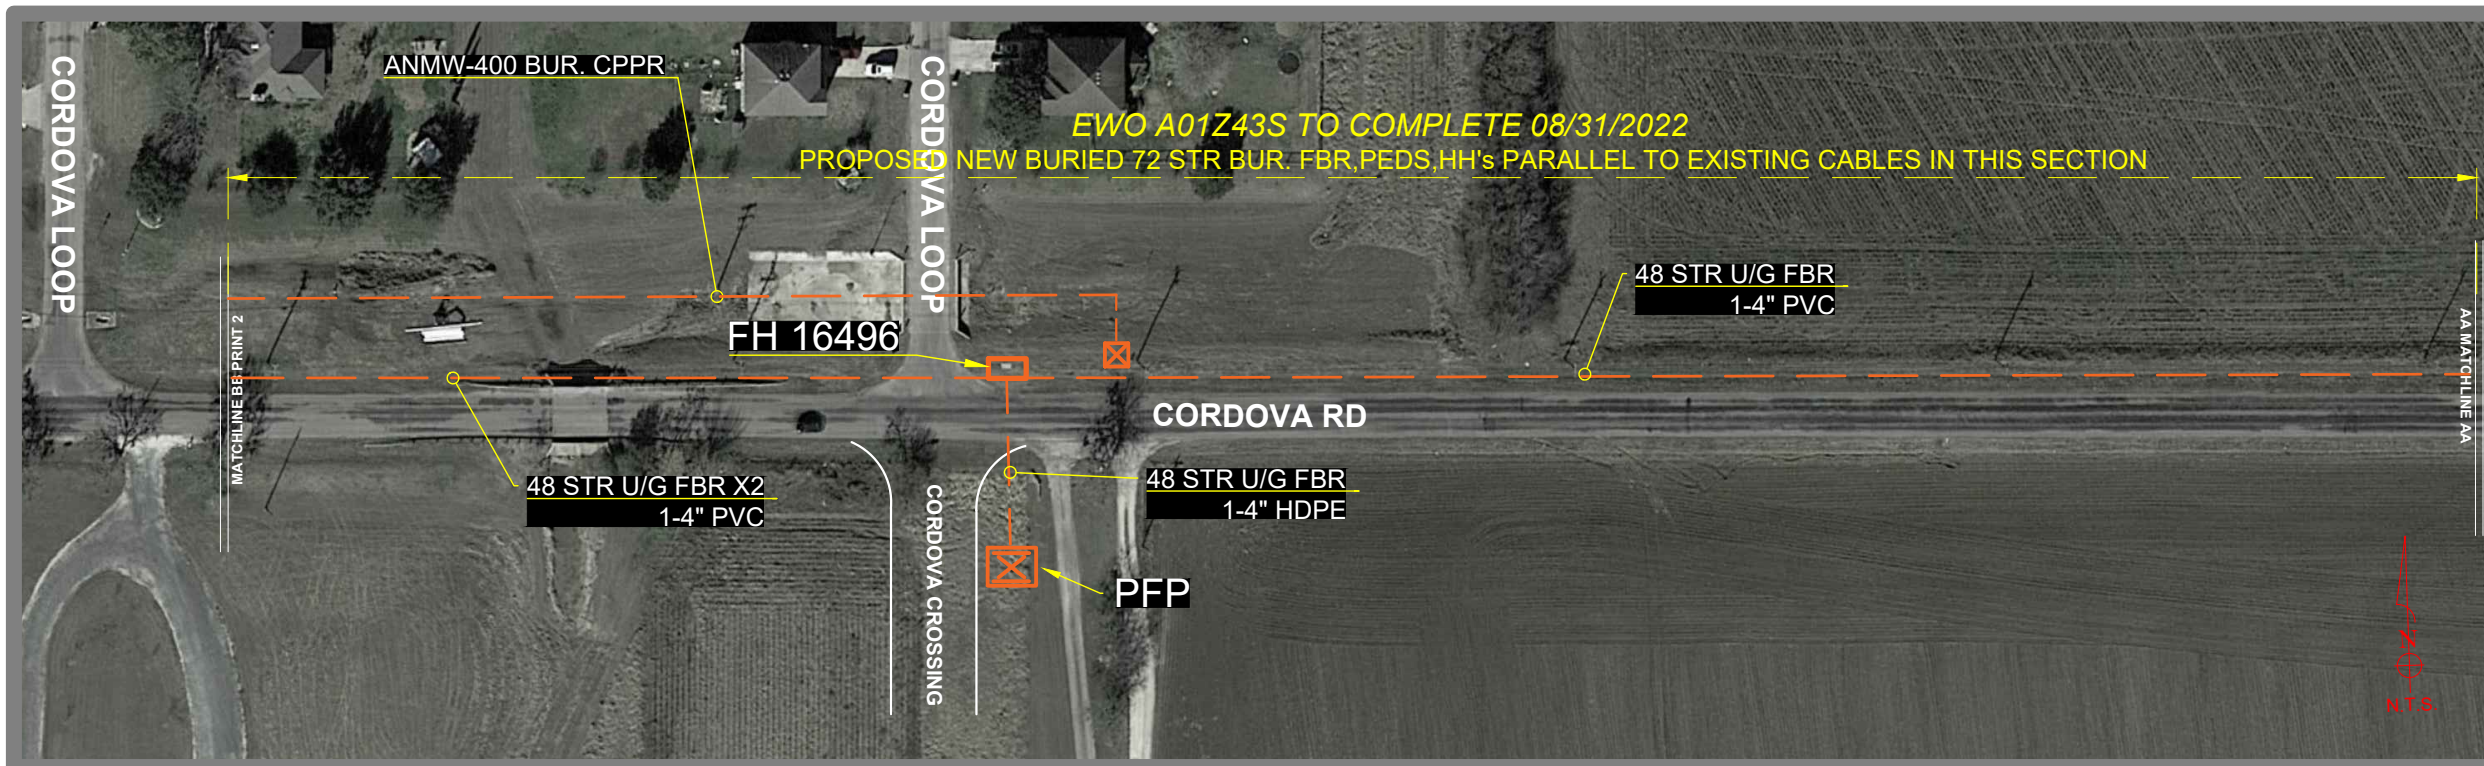 CORDOVA LOOP
ANMW-400 BUR. CPPR
CORDOVA LOOP
EWO A01Z43S TO COMPLETE 08/31/2022
PROPOSED NEW BURIED 72 STR BUR. FBR,PEDS,HH's PARALLEL TO EXISTING CABLES IN THIS SECTION
48 STR U/G FBR
1-4" PVC
FH 16496
MATCHLINE BB PRINT 2
AA MATCHLINE AA
CORDOVA RD
48 STR U/G FBR X2
1-4" PVC
48 STR U/G FBR
1-4" HDPE
CORDOVA CROSSING
PFP
N
N.T.S